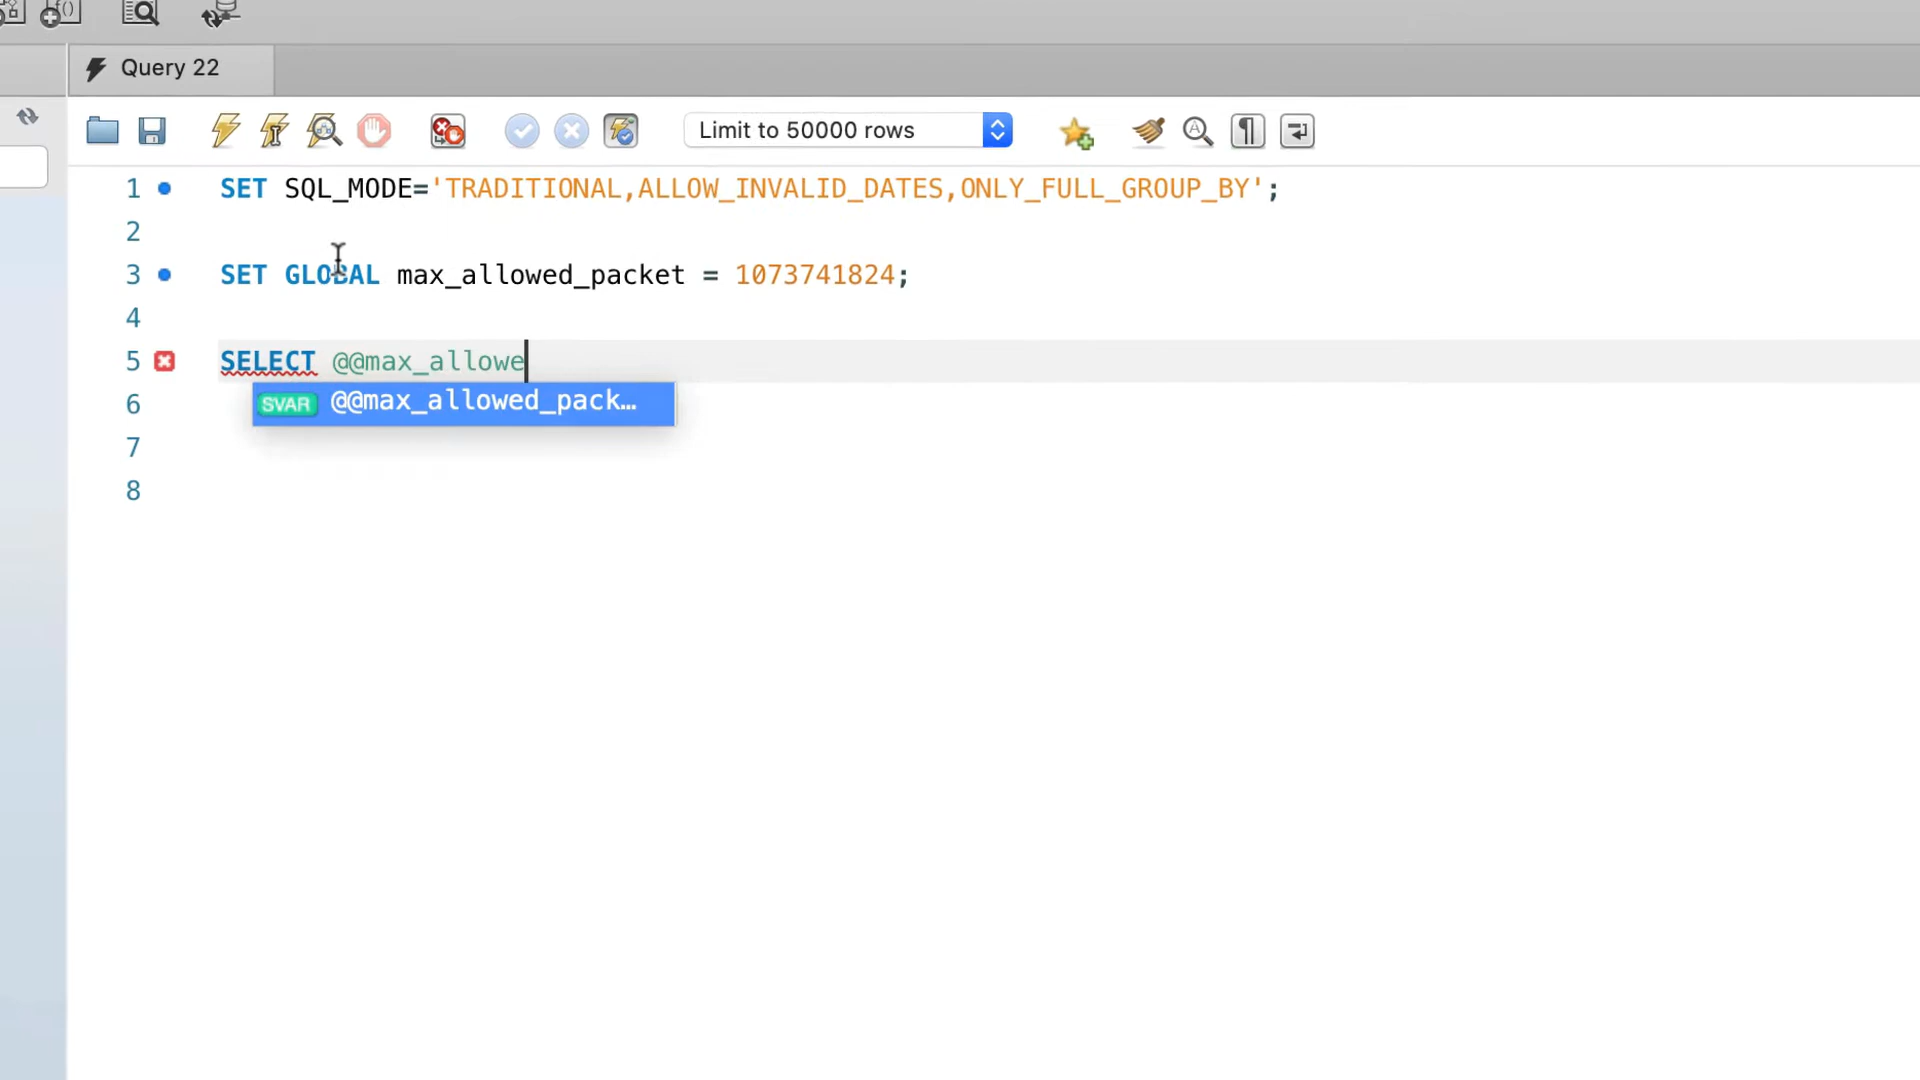 Query 22
Limit to 50000 rows
1 SET SQL_MODE='TRADITIONAL,ALLOW_INVALID_DATES,ONLY_FULL_GROUP_BY';
2
3 SET GLOBAL max_allowed_packet = 1073741824;
4
5 SELECT @@max_allowe
6 SVAR @@max_allowed_pack…
7
8